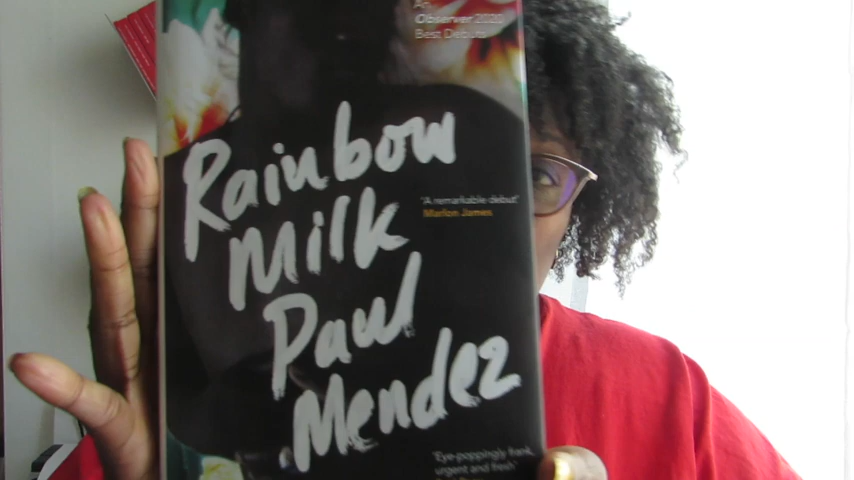 An
Observer 2020
Best Debuts
Rainbow
Milk
'A remarkable debut'
Marlon James
Paul
Mendez
'Eye-poppingly frank,
urgent and fresh'